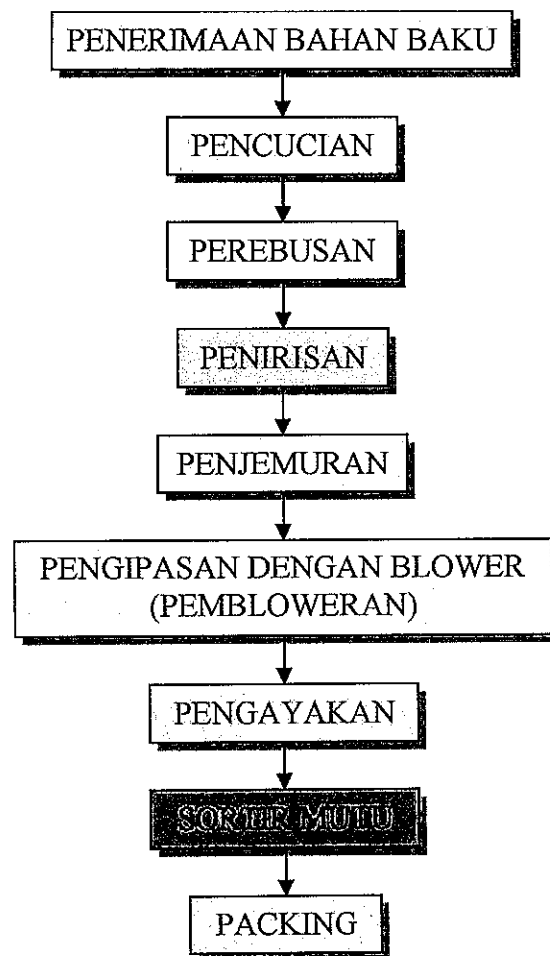 PENERIMAAN BAHAN BAKU
PENCUCIAN
PEREBUSAN
PENIRISAN
PENJEMURAN
PENGIPASAN DENGAN BLOWER
(PEMBLOWERAN)
PENGAYAKAN
SORTIR MUTU
PACKING